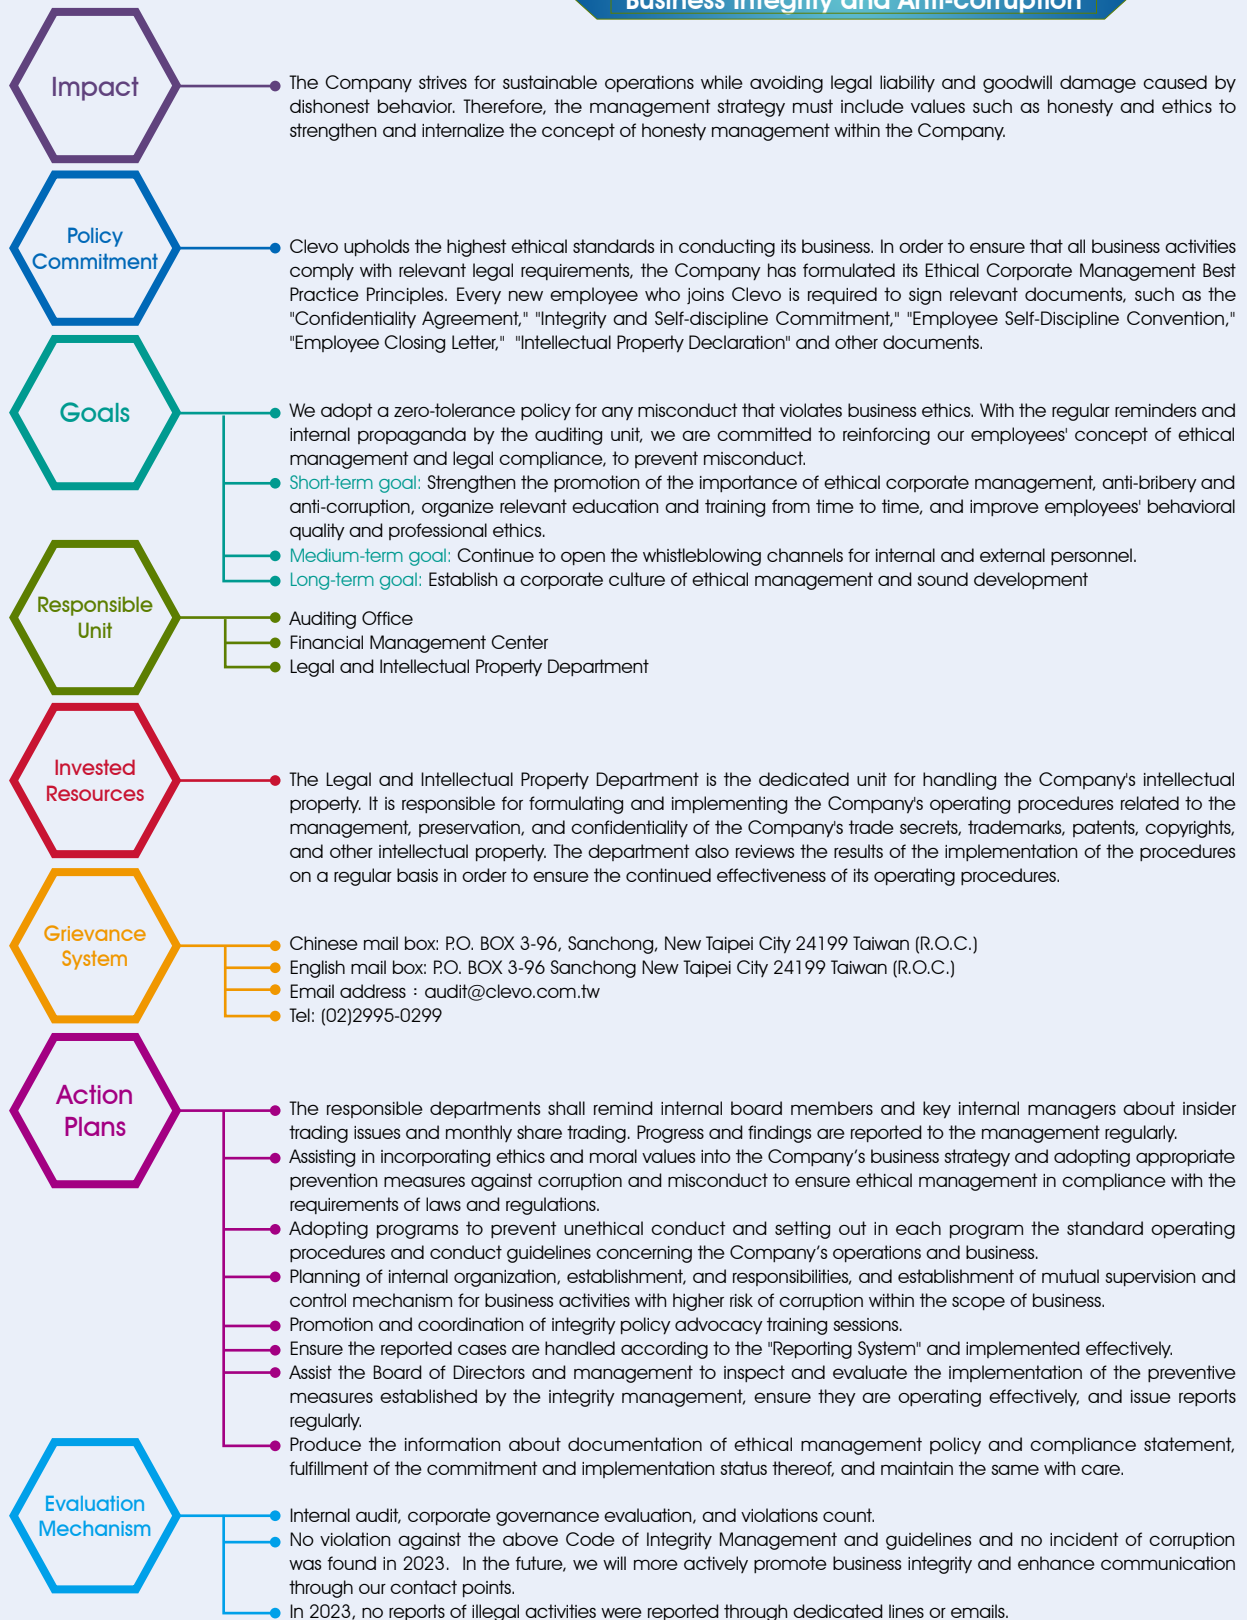 Business Integrity and Anti-corruption
Impact
The Company strives for sustainable operations while avoiding legal liability and goodwill damage caused by
dishonest behavior. Therefore, the management strategy must include values such as honesty and ethics to
strengthen and internalize the concept of honesty management within the Company.
Policy
Commitment
Clevo upholds the highest ethical standards in conducting its business. In order to ensure that all business activities
comply with relevant legal requirements, the Company has formulated its Ethical Corporate Management Best
Practice Principles. Every new employee who joins Clevo is required to sign relevant documents, such as the
"Confidentiality Agreement," "Integrity and Self-discipline Commitment," "Employee Self-Discipline Convention,"
"Employee Closing Letter," "Intellectual Property Declaration" and other documents.
Goals
We adopt a zero-tolerance policy for any misconduct that violates business ethics. With the regular reminders and
internal propaganda by the auditing unit, we are committed to reinforcing our employees' concept of ethical
management and legal compliance, to prevent misconduct.
Short-term goal: Strengthen the promotion of the importance of ethical corporate management, anti-bribery and
anti-corruption, organize relevant education and training from time to time, and improve employees' behavioral
quality and professional ethics.
Medium-term goal: Continue to open the whistleblowing channels for internal and external personnel.
Long-term goal: Establish a corporate culture of ethical management and sound development
Responsible
Unit
Auditing Office
Financial Management Center
Legal and Intellectual Property Department
Invested
Resources
The Legal and Intellectual Property Department is the dedicated unit for handling the Company's intellectual
property. It is responsible for formulating and implementing the Company's operating procedures related to the
management, preservation, and confidentiality of the Company's trade secrets, trademarks, patents, copyrights,
and other intellectual property. The department also reviews the results of the implementation of the procedures
on a regular basis in order to ensure the continued effectiveness of its operating procedures.
Grievance
System
Chinese mail box: P.O. BOX 3-96, Sanchong, New Taipei City 24199 Taiwan (R.O.C.)
English mail box: P.O. BOX 3-96 Sanchong New Taipei City 24199 Taiwan (R.O.C.)
Email address：audit@clevo.com.tw
Tel: (02)2995-0299
Action
Plans
The responsible departments shall remind internal board members and key internal managers about insider
trading issues and monthly share trading. Progress and findings are reported to the management regularly.
Assisting in incorporating ethics and moral values into the Company's business strategy and adopting appropriate
prevention measures against corruption and misconduct to ensure ethical management in compliance with the
requirements of laws and regulations.
Adopting programs to prevent unethical conduct and setting out in each program the standard operating
procedures and conduct guidelines concerning the Company's operations and business.
Planning of internal organization, establishment, and responsibilities, and establishment of mutual supervision and
control mechanism for business activities with higher risk of corruption within the scope of business.
Promotion and coordination of integrity policy advocacy training sessions.
Ensure the reported cases are handled according to the "Reporting System" and implemented effectively.
Assist the Board of Directors and management to inspect and evaluate the implementation of the preventive
measures established by the integrity management, ensure they are operating effectively, and issue reports
regularly.
Produce the information about documentation of ethical management policy and compliance statement,
fulfillment of the commitment and implementation status thereof, and maintain the same with care.
Evaluation
Mechanism
Internal audit, corporate governance evaluation, and violations count.
No violation against the above Code of Integrity Management and guidelines and no incident of corruption
was found in 2023. In the future, we will more actively promote business integrity and enhance communication
through our contact points.
In 2023, no reports of illegal activities were reported through dedicated lines or emails.